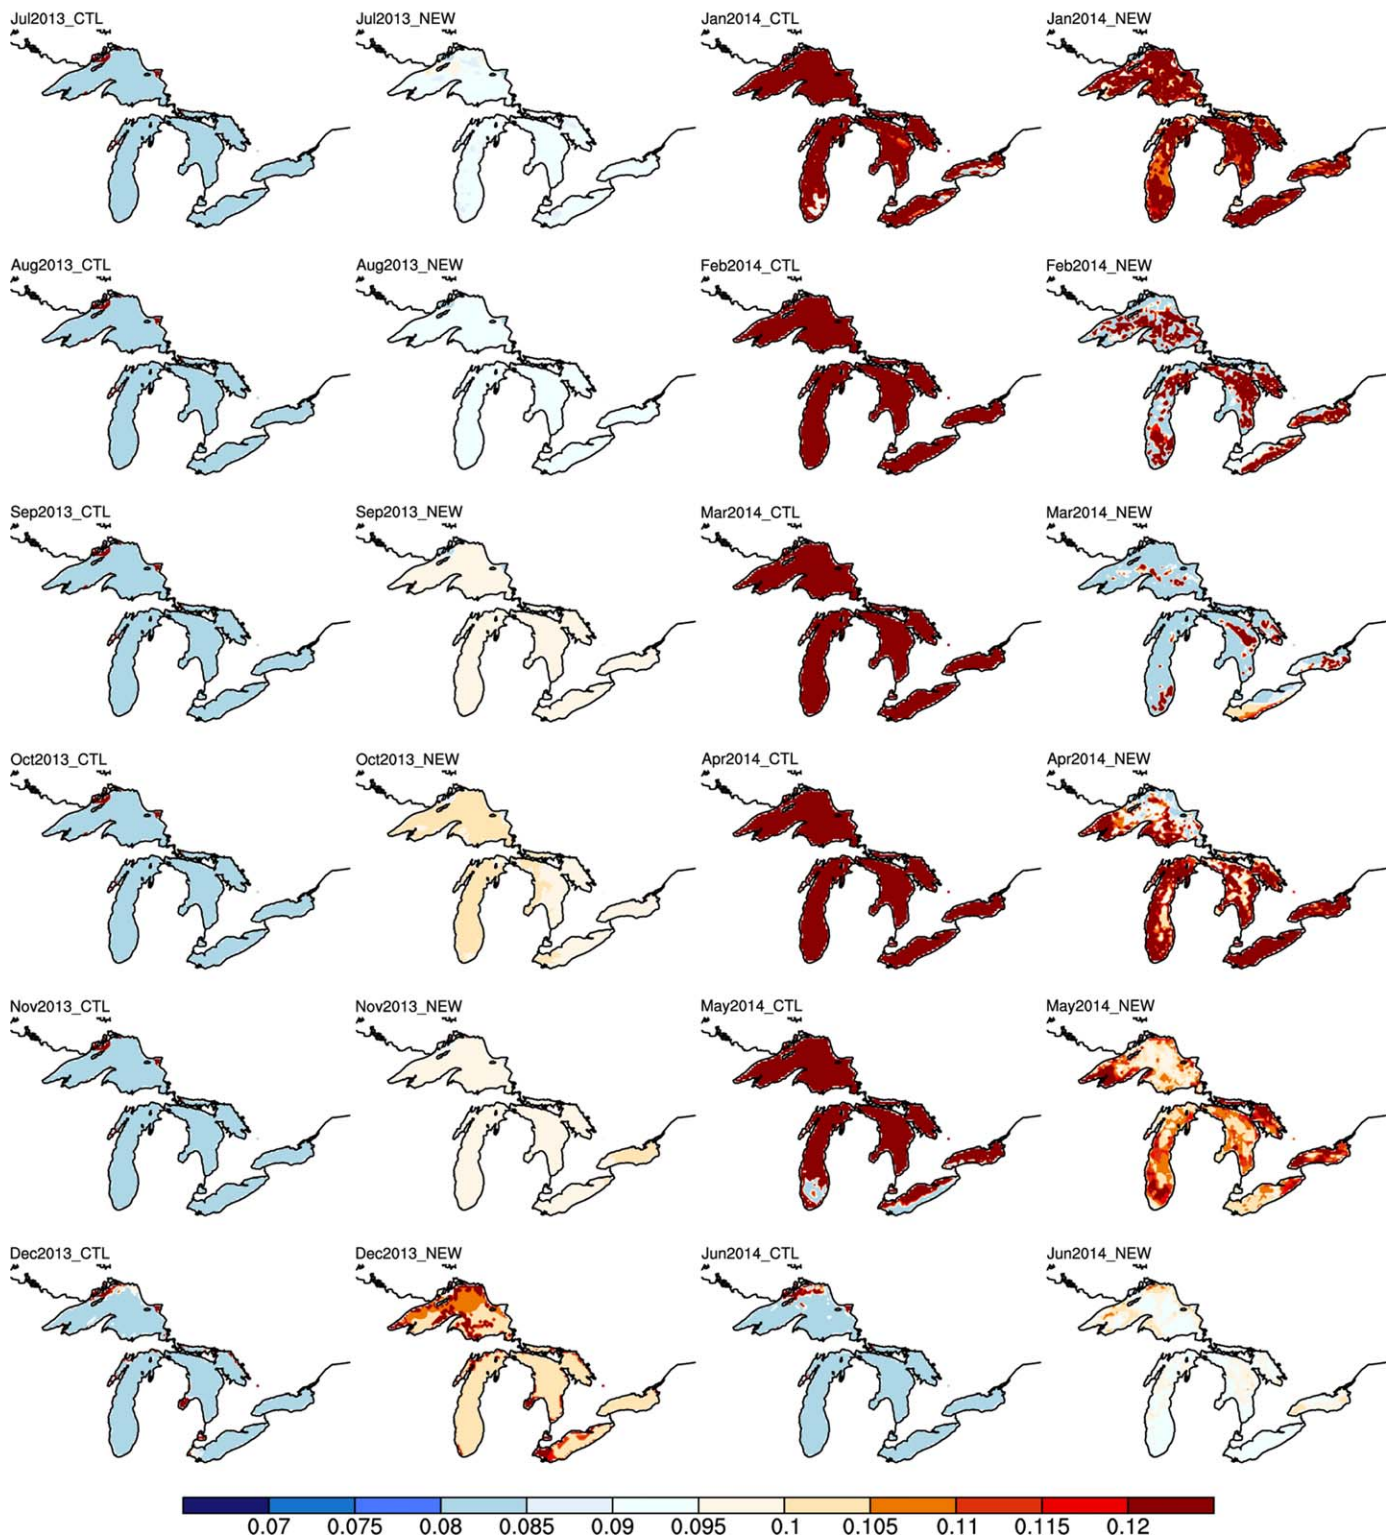 Jul2013_CTL Jul2013_NEW Jan2014_CTL Jan2014_NEW
Aug2013_CTL Aug2013_NEW Feb2014_CTL Feb2014_NEW
Sep2013_CTL Sep2013_NEW Mar2014_CTL Mar2014_NEW
Oct2013_CTL Oct2013_NEW Apr2014_CTL Apr2014_NEW
Nov2013_CTL Nov2013_NEW May2014_CTL May2014_NEW
Dec2013_CTL Dec2013_NEW Jun2014_CTL Jun2014_NEW
0.07 0.075 0.08 0.085 0.09 0.095 0.1 0.105 0.11 0.115 0.12